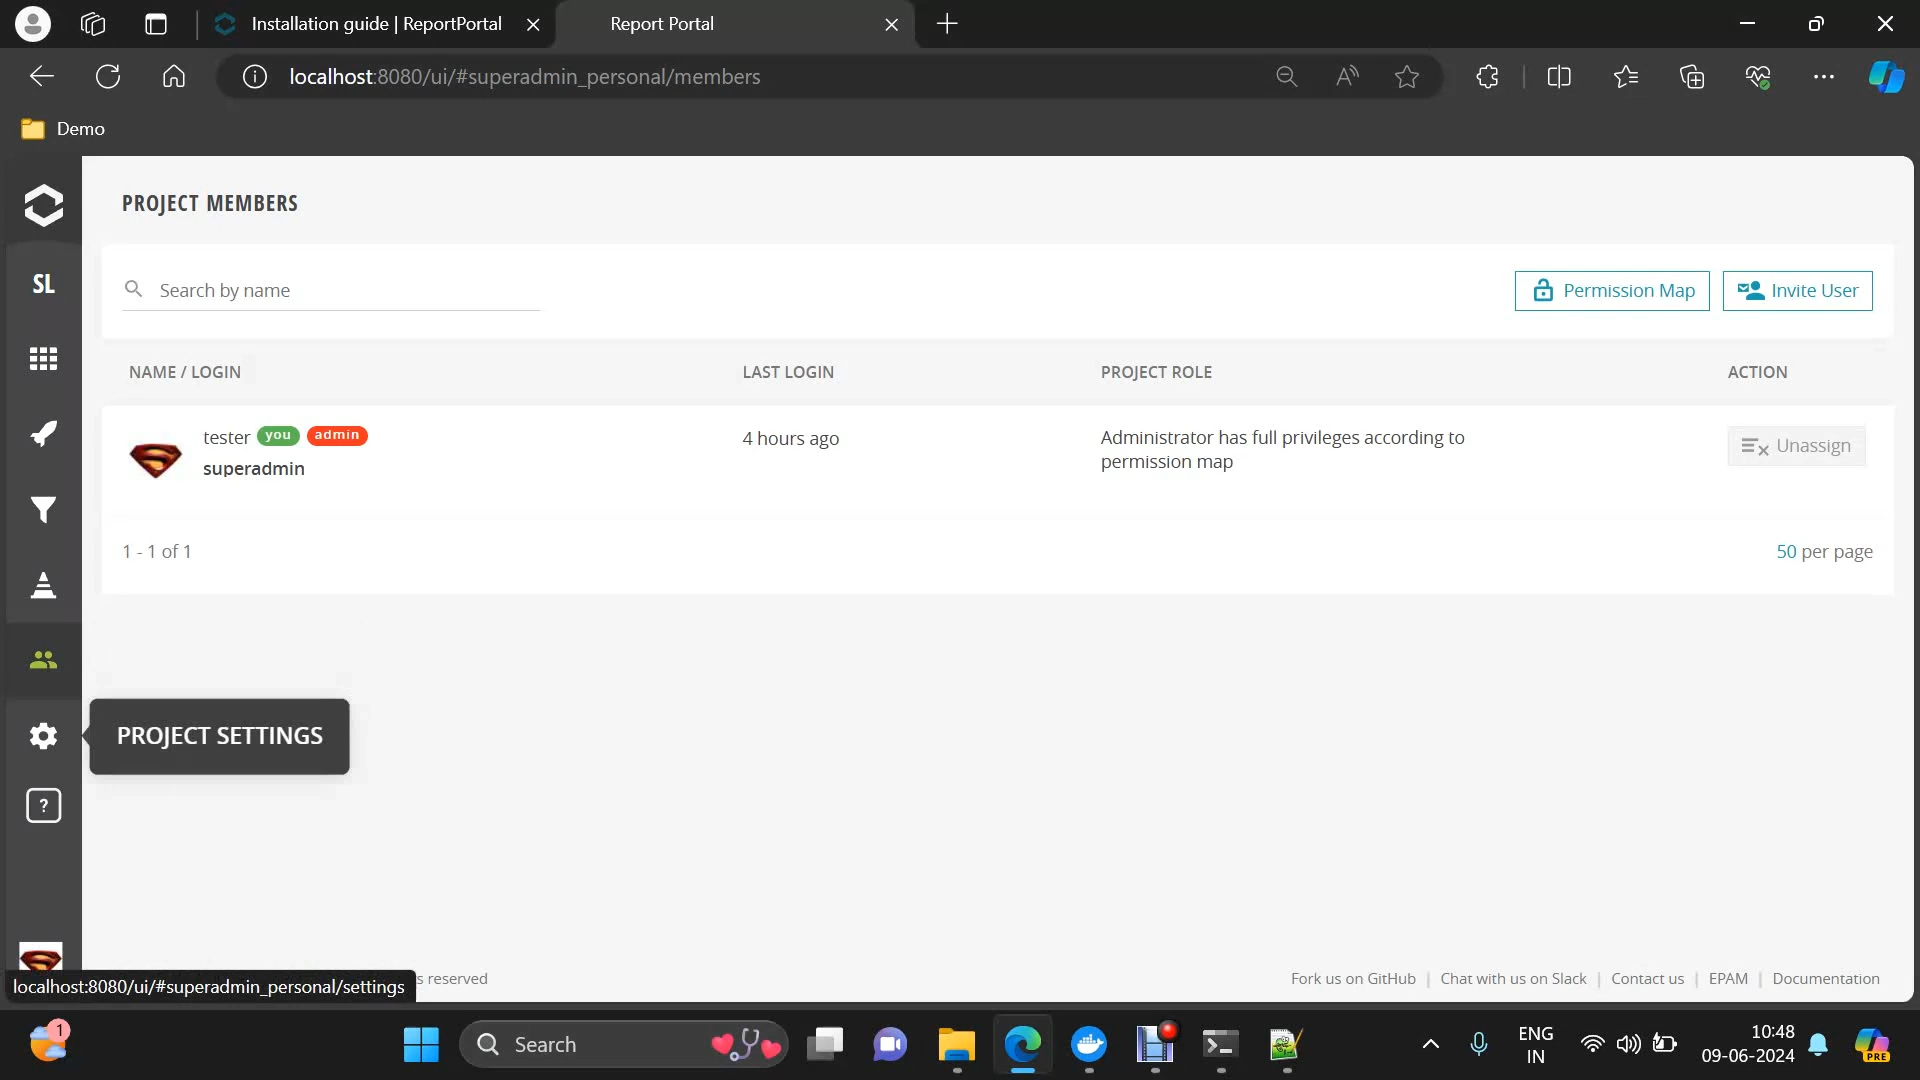 Installation guide | ReportPortal
Report Portal
localhost:8080/ui/#superadmin_personal/members
Demo
PROJECT MEMBERS
SL
Search by name
Permission Map
Invite User
NAME / LOGIN
LAST LOGIN
PROJECT ROLE
ACTION
tester you admin
superadmin
4 hours ago
Administrator has full privileges according to
permission map
Unassign
1 - 1 of 1
50 per page
PROJECT SETTINGS
?
s reserved
Fork us on GitHub | Chat with us on Slack | Contact us | EPAM | Documentation
localhost:8080/ui/#superadmin_personal/settings
1
Search
ENG
IN
10:48
09-06-2024
PRE